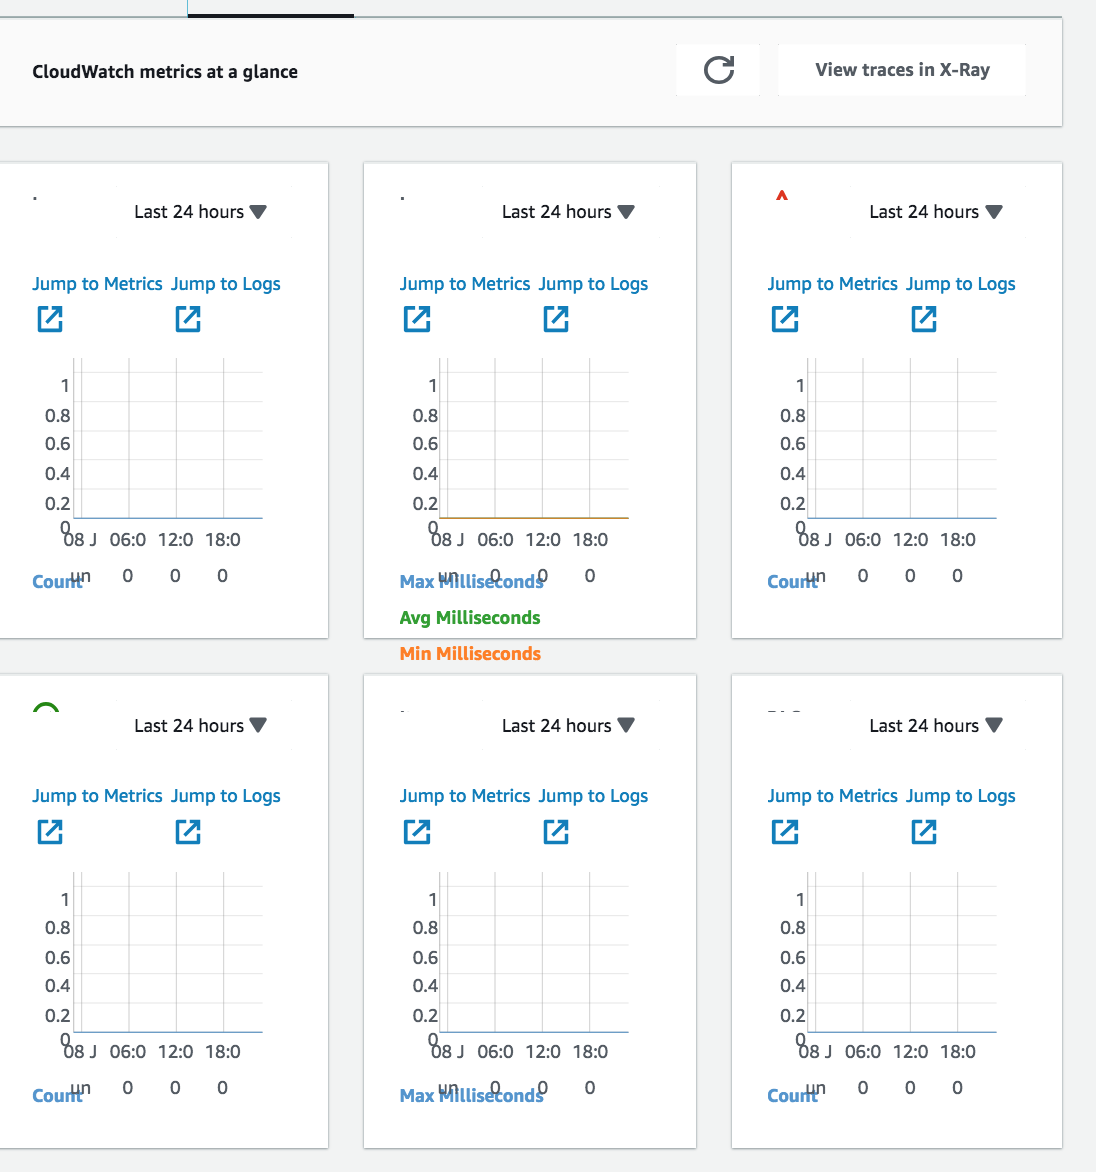 CloudWatch metrics at a glance
View traces in X-Ray
Last 24 hours
Jump to Metrics Jump to Logs
1
0.8
0.6
0.4
0.2
0
08 J 06:0 12:0 18:0
un 0 0 0
Count
Last 24 hours
Jump to Metrics Jump to Logs
1
0.8
0.6
0.4
0.2
0
08 J 06:0 12:0 18:0
un 0 0 0
Max Milliseconds
Avg Milliseconds
Min Milliseconds
Last 24 hours
Jump to Metrics Jump to Logs
1
0.8
0.6
0.4
0.2
0
08 J 06:0 12:0 18:0
un 0 0 0
Count
Last 24 hours
Jump to Metrics Jump to Logs
1
0.8
0.6
0.4
0.2
0
08 J 06:0 12:0 18:0
un 0 0 0
Count
Last 24 hours
Jump to Metrics Jump to Logs
1
0.8
0.6
0.4
0.2
0
08 J 06:0 12:0 18:0
un 0 0 0
Max Milliseconds
Last 24 hours
Jump to Metrics Jump to Logs
1
0.8
0.6
0.4
0.2
0
08 J 06:0 12:0 18:0
un 0 0 0
Count